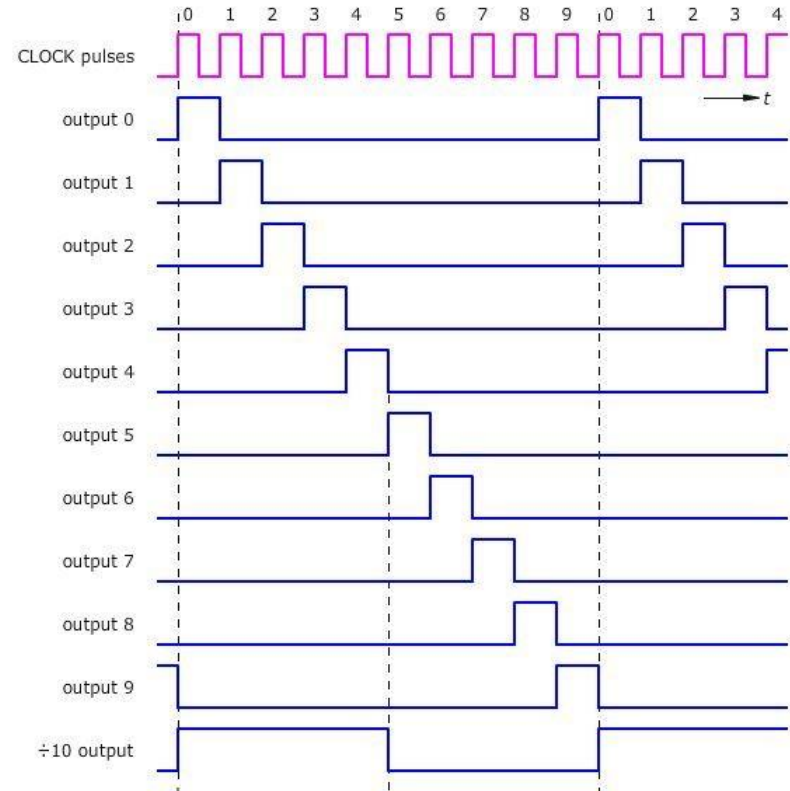 0 1 2 3 4 5 6 7 8 9 0 1 2 3 4
CLOCK pulses
t
output 0
output 1
output 2
output 3
output 4
output 5
output 6
output 7
output 8
output 9
÷10 output